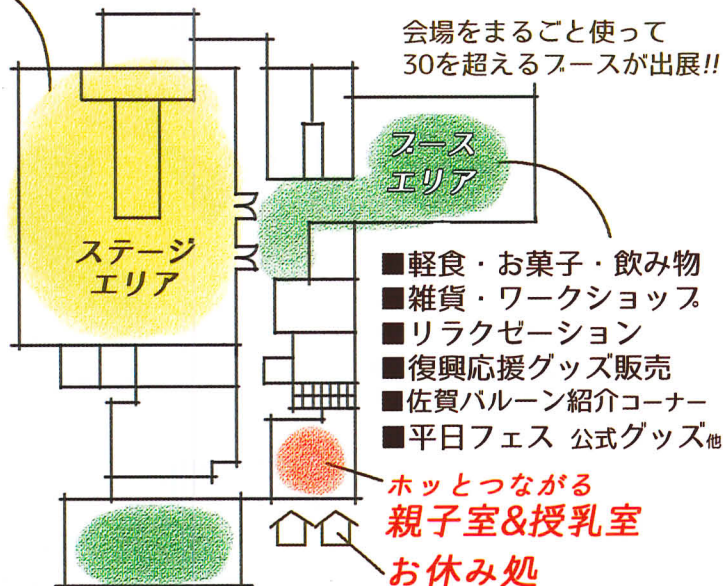 会場をまるごと使って
30を超えるブースが出展!!
ブース
エリア
ステージ
エリア
■軽食・お菓子・飲み物
■雑貨・ワークショップ
■リラクゼーション
■復興応援グッズ販売
■佐賀バルーン紹介コーナー
■平日フェス 公式グッズ他
ホッとつながる
親子室&授乳室
お休み処